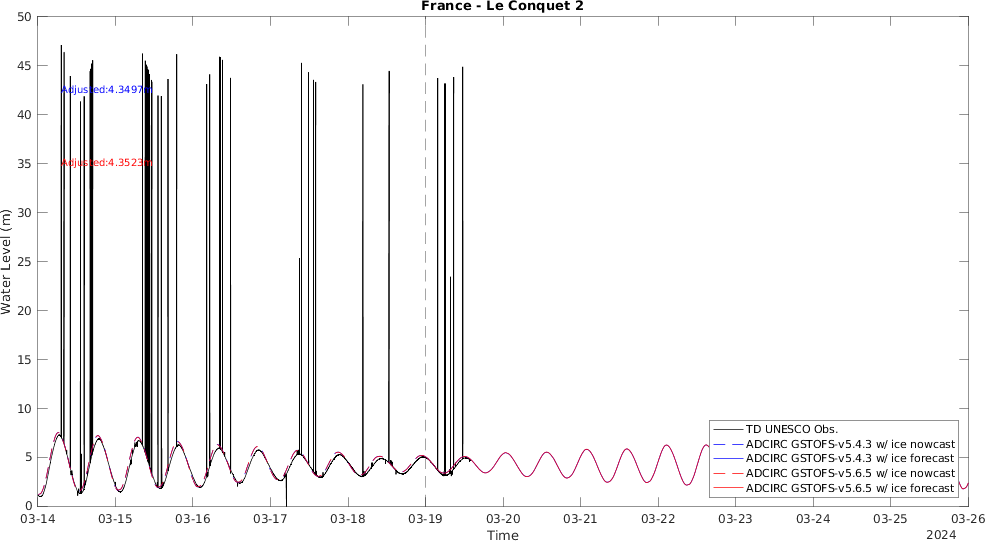 France - Le Conquet 2
50
45
40
35
30
25
20
15
10
5
0
Water Level (m)
Adjusted:4.3497m
Adjusted:4.3523m
TD UNESCO Obs.
ADCIRC GSTOFS-v5.4.3 w/ ice nowcast
ADCIRC GSTOFS-v5.4.3 w/ ice forecast
ADCIRC GSTOFS-v5.6.5 w/ ice nowcast
ADCIRC GSTOFS-v5.6.5 w/ ice forecast
03-14 03-15 03-16 03-17 03-18 03-19 03-20 03-21 03-22 03-23 03-24 03-25 03-26
Time
2024